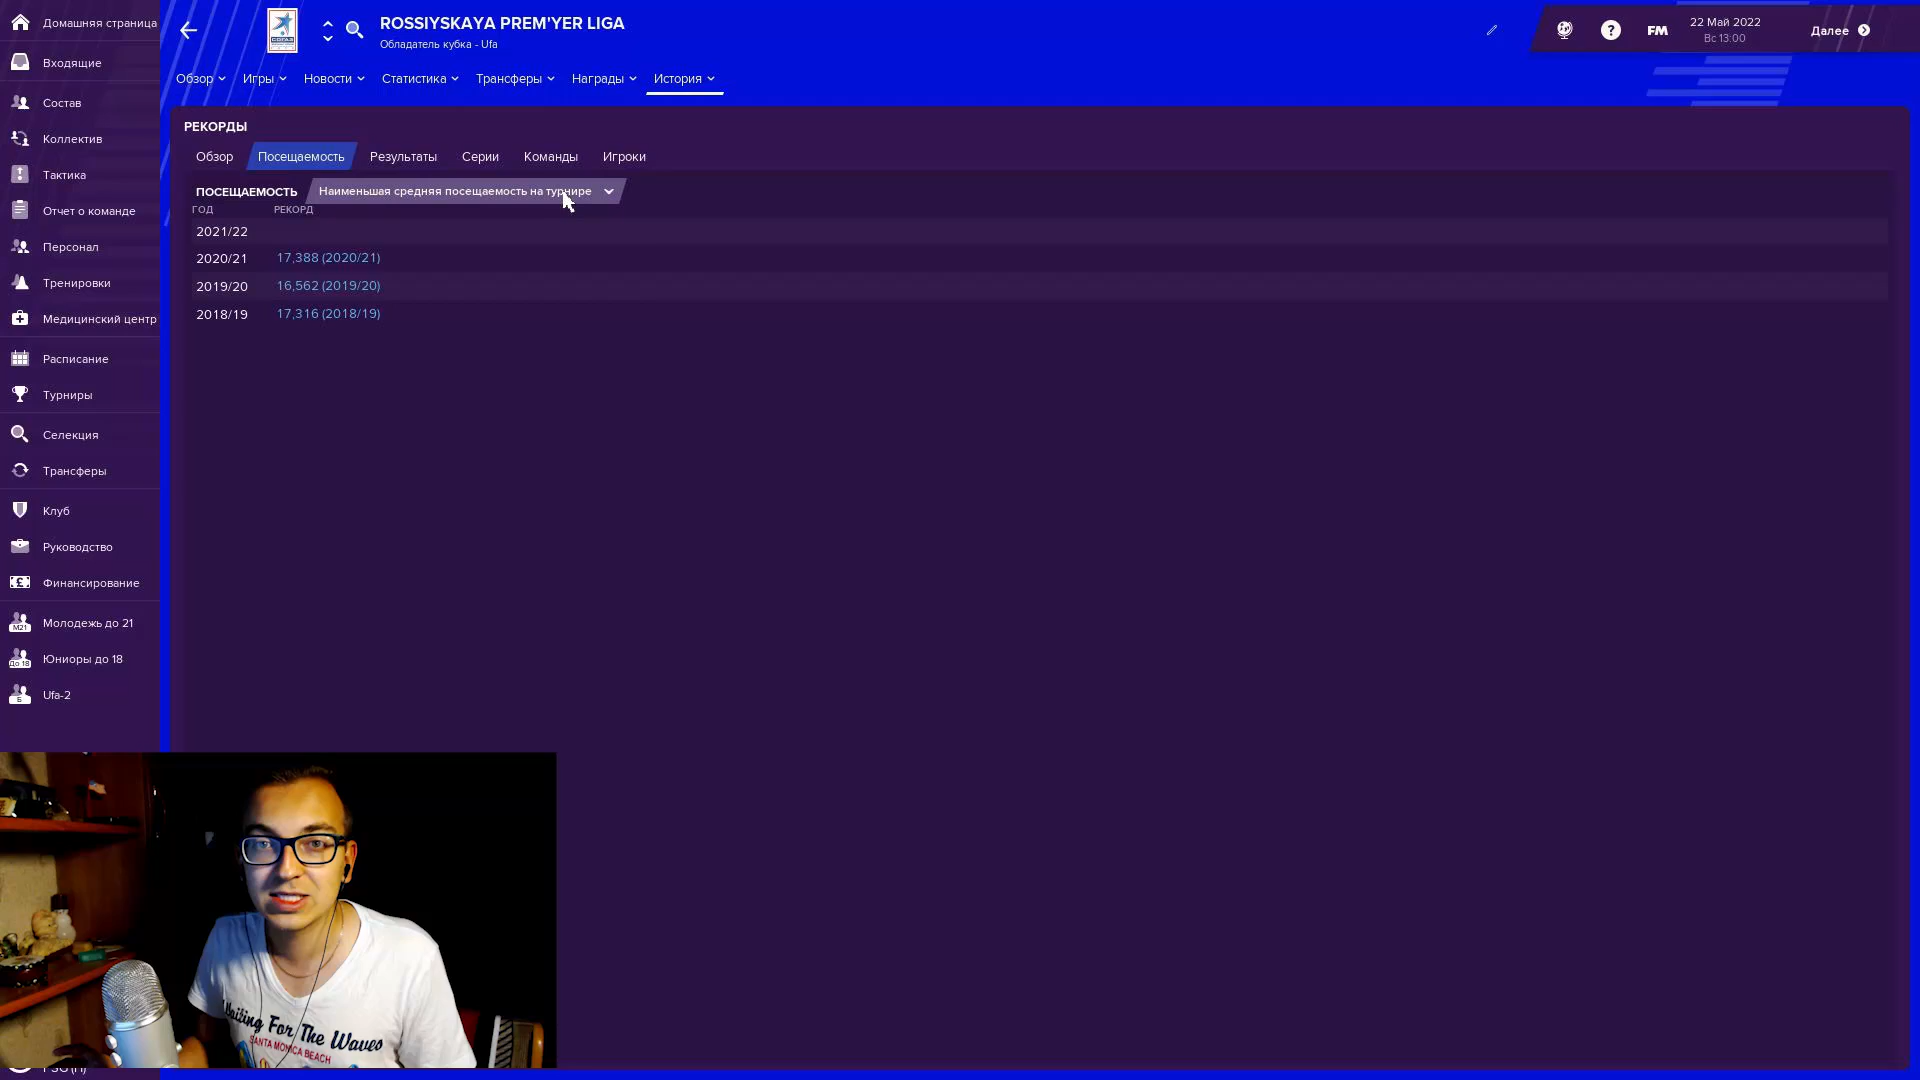 Домашняя страница
Входящие
Состав
Коллектив
Тактика
Отчет о команде
Персонал
Тренировки
Медицинский центр
Расписание
Турниры
Селекция
Трансферы
Клуб
Руководство
Финансирование
М21
Молодежь до 21
До 18
Юниоры до 18
Б
Ufa-2
СОГАЗ
ROSSIYSKAYA PREM'YER LIGA
Обладатель кубка - Ufa
FM
22 Май 2022
Вс 13:00
Далее
Обзор
Игры
Новости
Статистика
Трансферы
Награды
История
РЕКОРДЫ
Обзор
Посещаемость
Результаты
Серии
Команды
Игроки
ПОСЕЩАЕМОСТЬ
Наименьшая средняя посещаемость на турнире
ГОД РЕКОРД
2021/22
2020/21 17,388 (2020/21)
2019/20 16,562 (2019/20)
2018/19 17,316 (2018/19)
Waiting For The Waves
SANTA MONICA BEACH